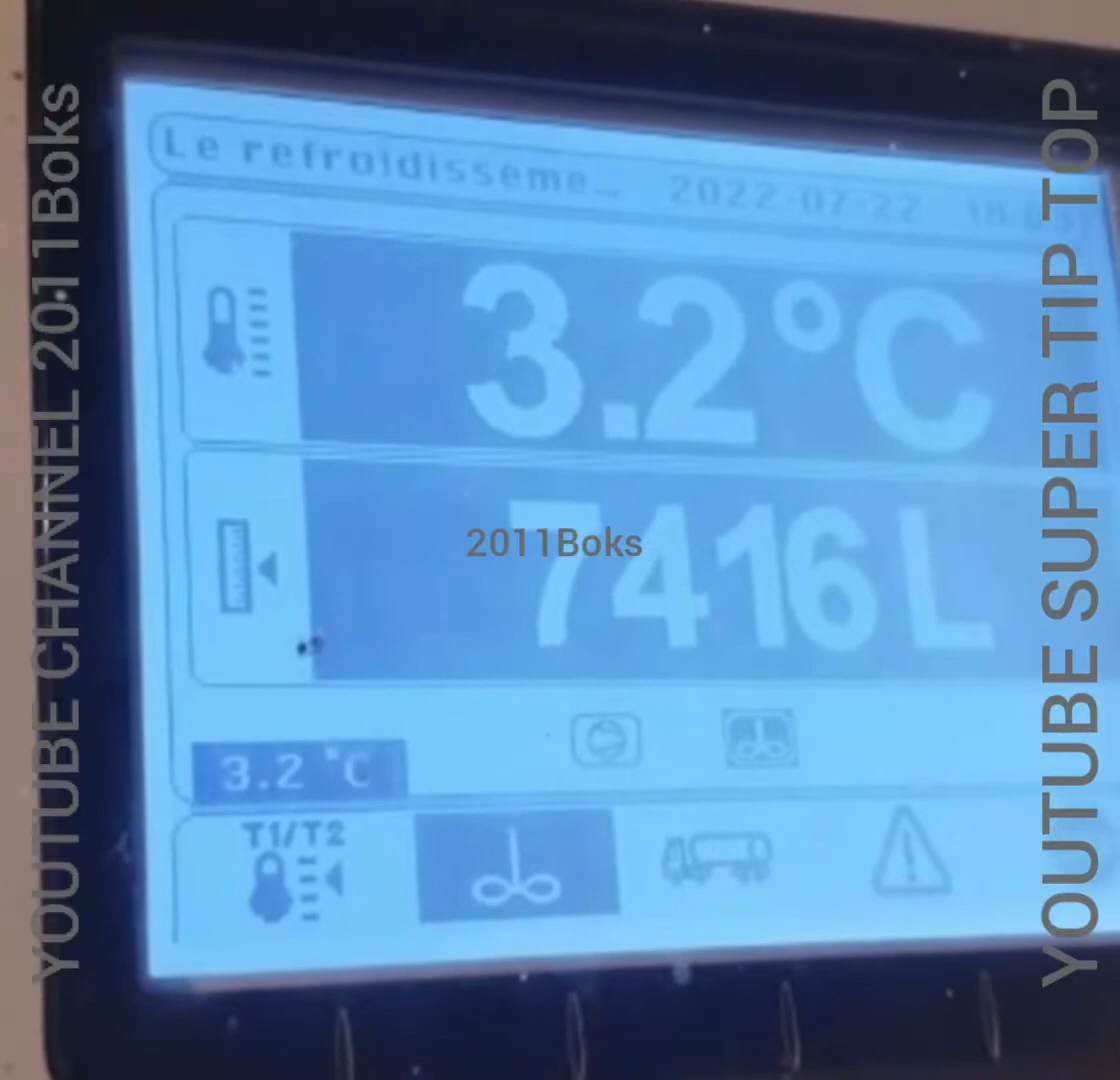 YOUTUBE CHANNEL 2011Boks
Le refroidisseme… 2022-07-22
3.2°C
7416 L
2011Boks
3.2 °C
T1/T2
YOUTUBE SUPER TIP TOP